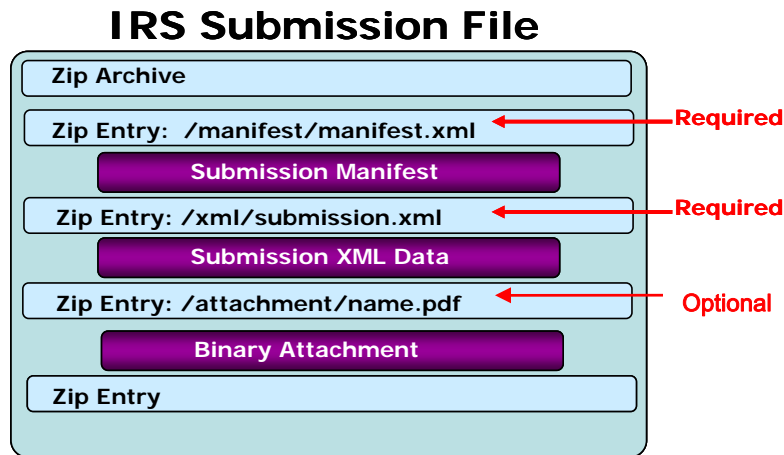 IRS Submission File
Zip Archive
Zip Entry: /manifest/manifest.xml
Required
Submission Manifest
Zip Entry: /xml/submission.xml
Required
Submission XML Data
Zip Entry: /attachment/name.pdf
Optional
Binary Attachment
Zip Entry